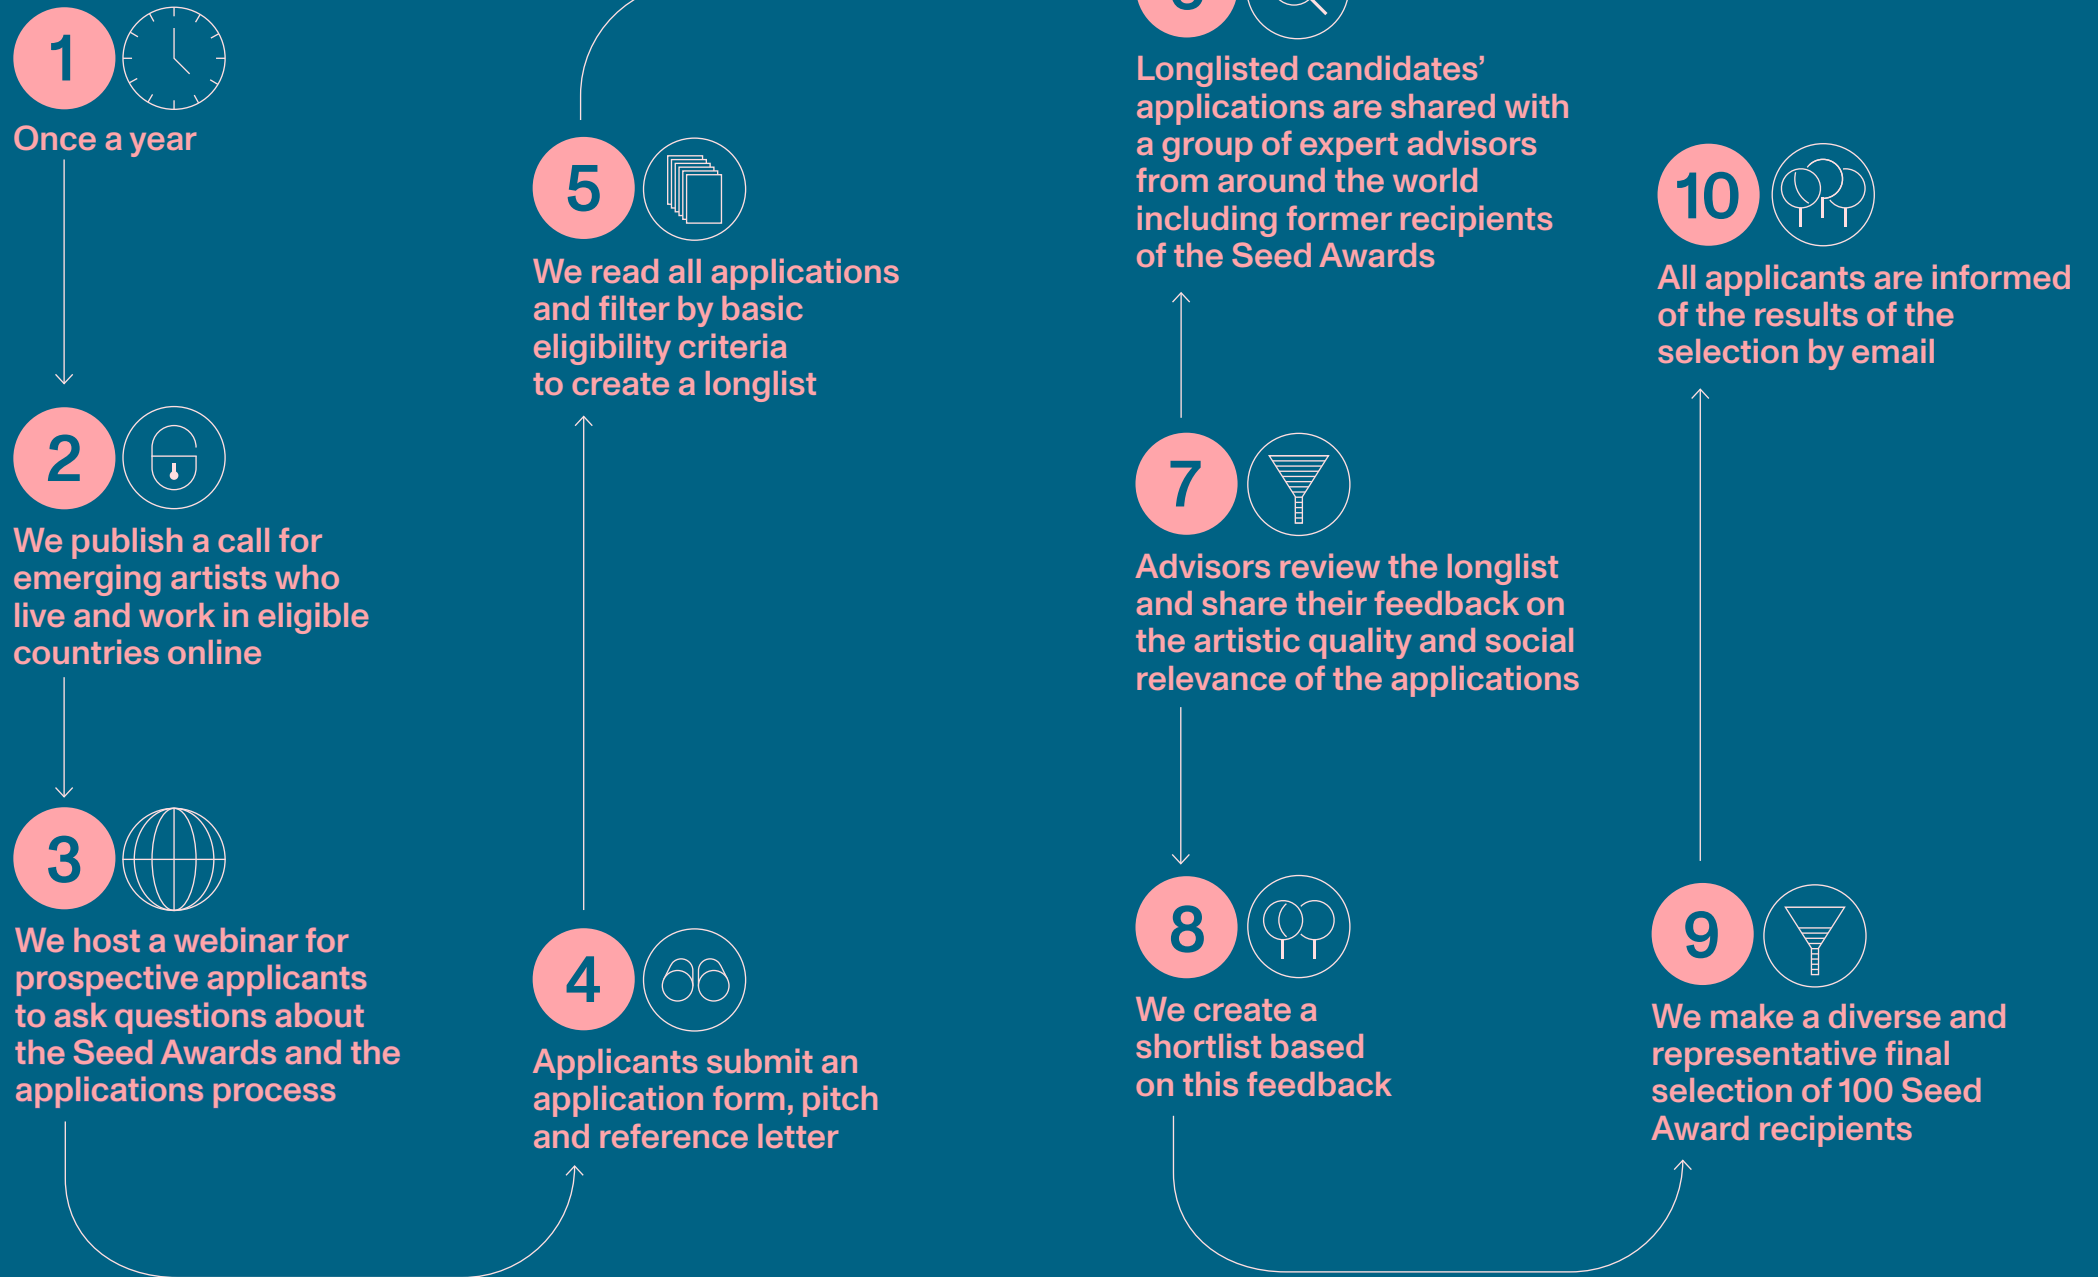 1
Once a year
2
We publish a call for
emerging artists who
live and work in eligible
countries online
3
We host a webinar for
prospective applicants
to ask questions about
the Seed Awards and the
applications process
4
Applicants submit an
application form, pitch
and reference letter
5
We read all applications
and filter by basic
eligibility criteria
to create a longlist
Longlisted candidates’
applications are shared with
a group of expert advisors
from around the world
including former recipients
of the Seed Awards
7
Advisors review the longlist
and share their feedback on
the artistic quality and social
relevance of the applications
8
We create a
shortlist based
on this feedback
9
We make a diverse and
representative final
selection of 100 Seed
Award recipients
10
All applicants are informed
of the results of the
selection by email